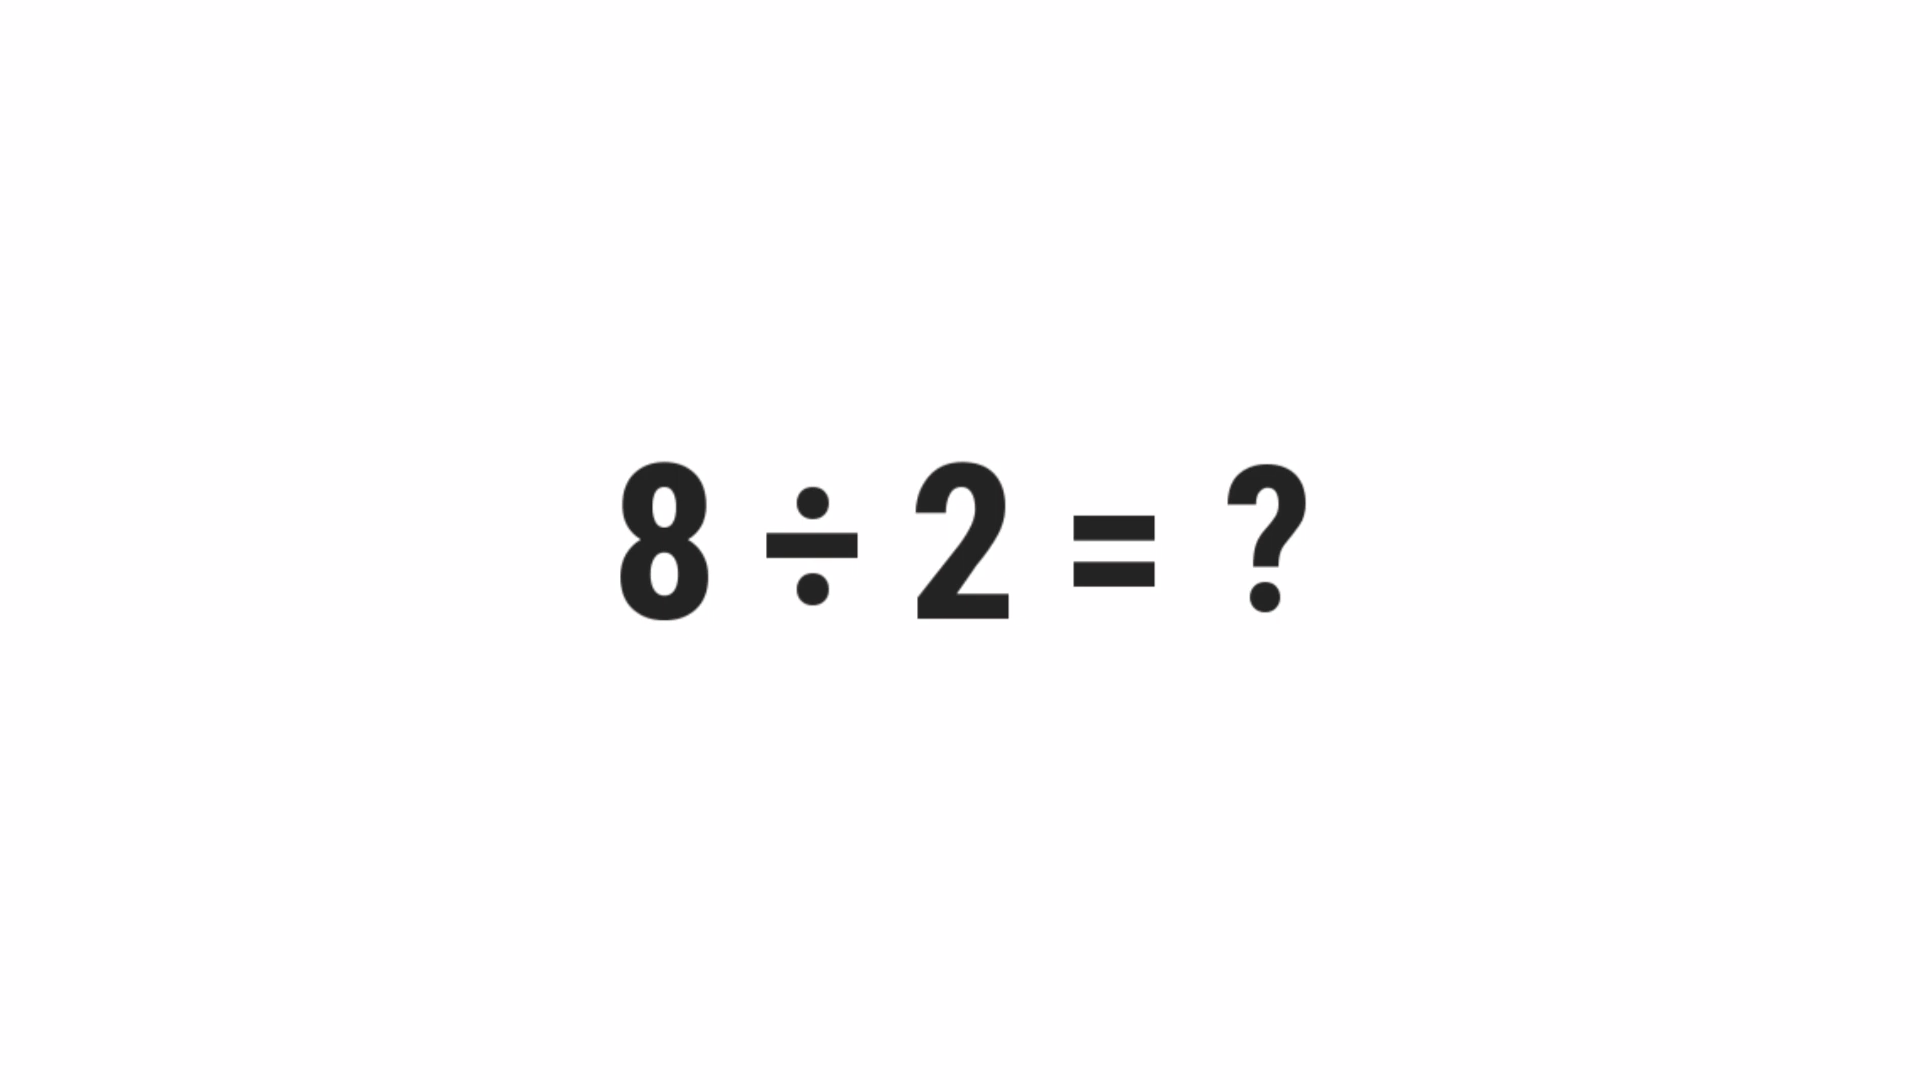 8 ÷ 2 = ?